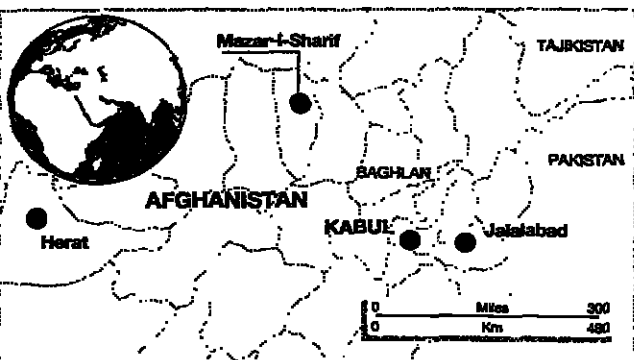 Mazar-i-Sharif
TAJIKISTAN
BAGHLAN
PAKISTAN
AFGHANISTAN
Herat
KABUL
Jalalabad
0 Miles 300
0 Km 480